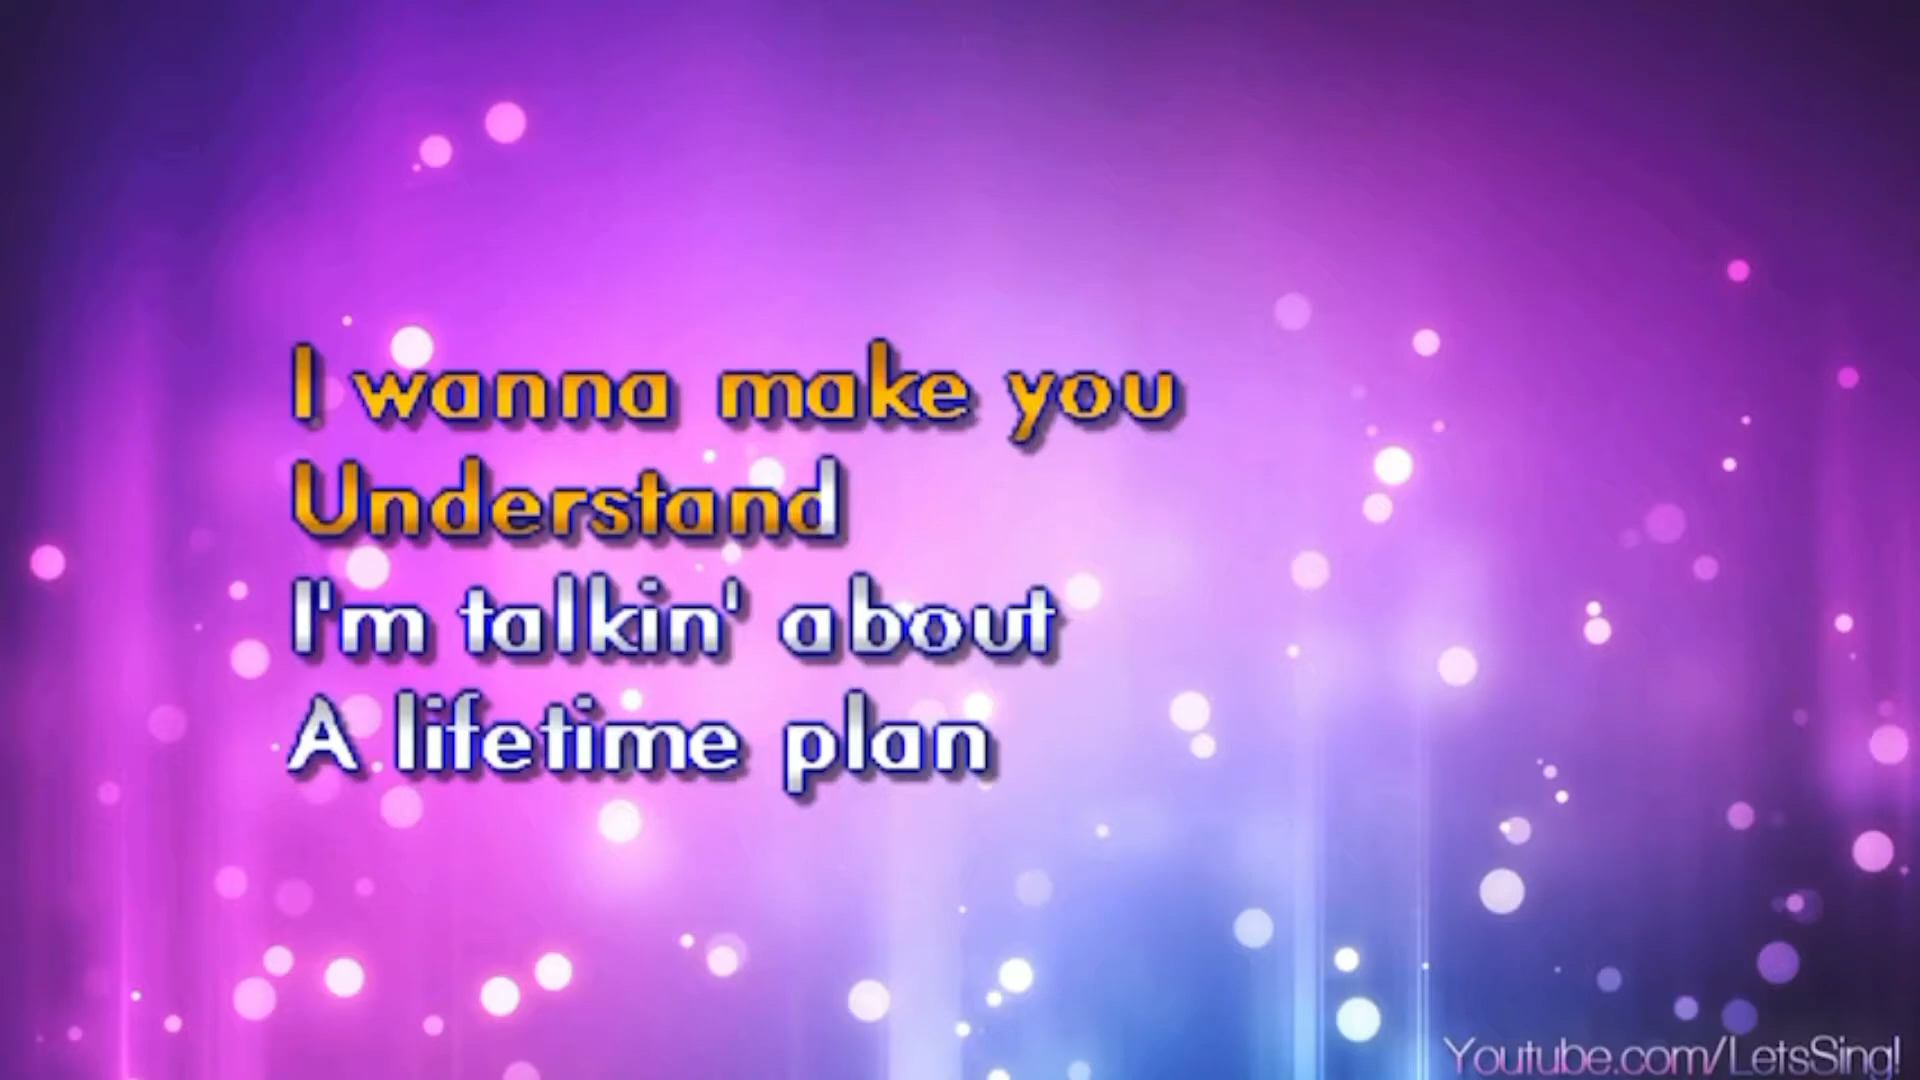 I wanna make you
Understand
I'm talkin' about
A lifetime plan
Youtube.com/LetsSing!